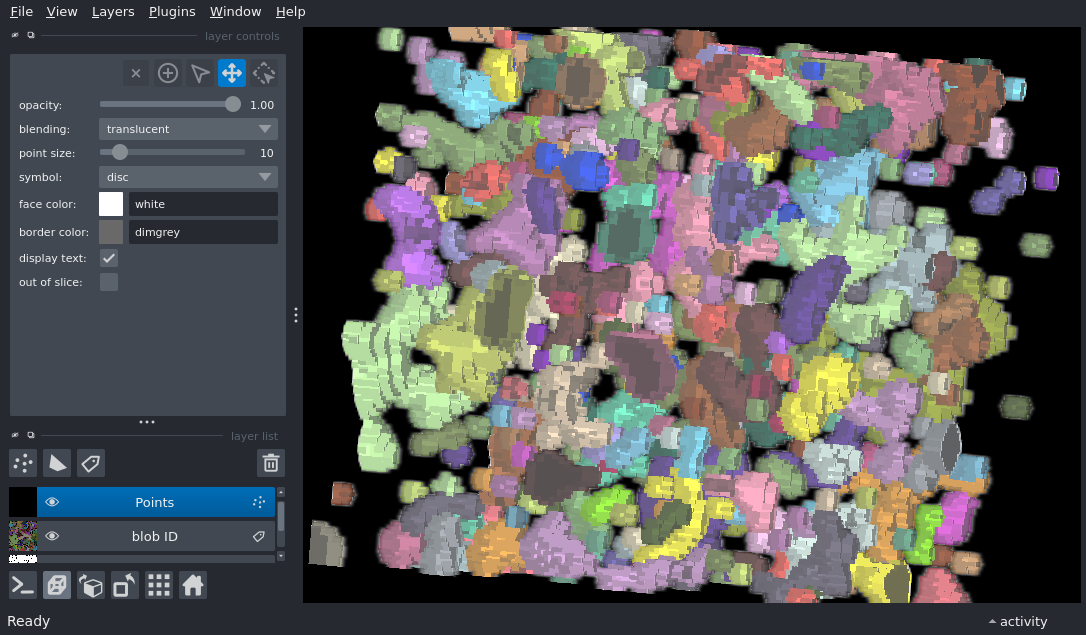 File View Layers Plugins Window Help
layer controls
opacity: 1.00
blending: translucent
point size: 10
symbol: disc
face color: white
border color: dimgrey
display text:
out of slice:
layer list
Points
blob ID
Ready activity